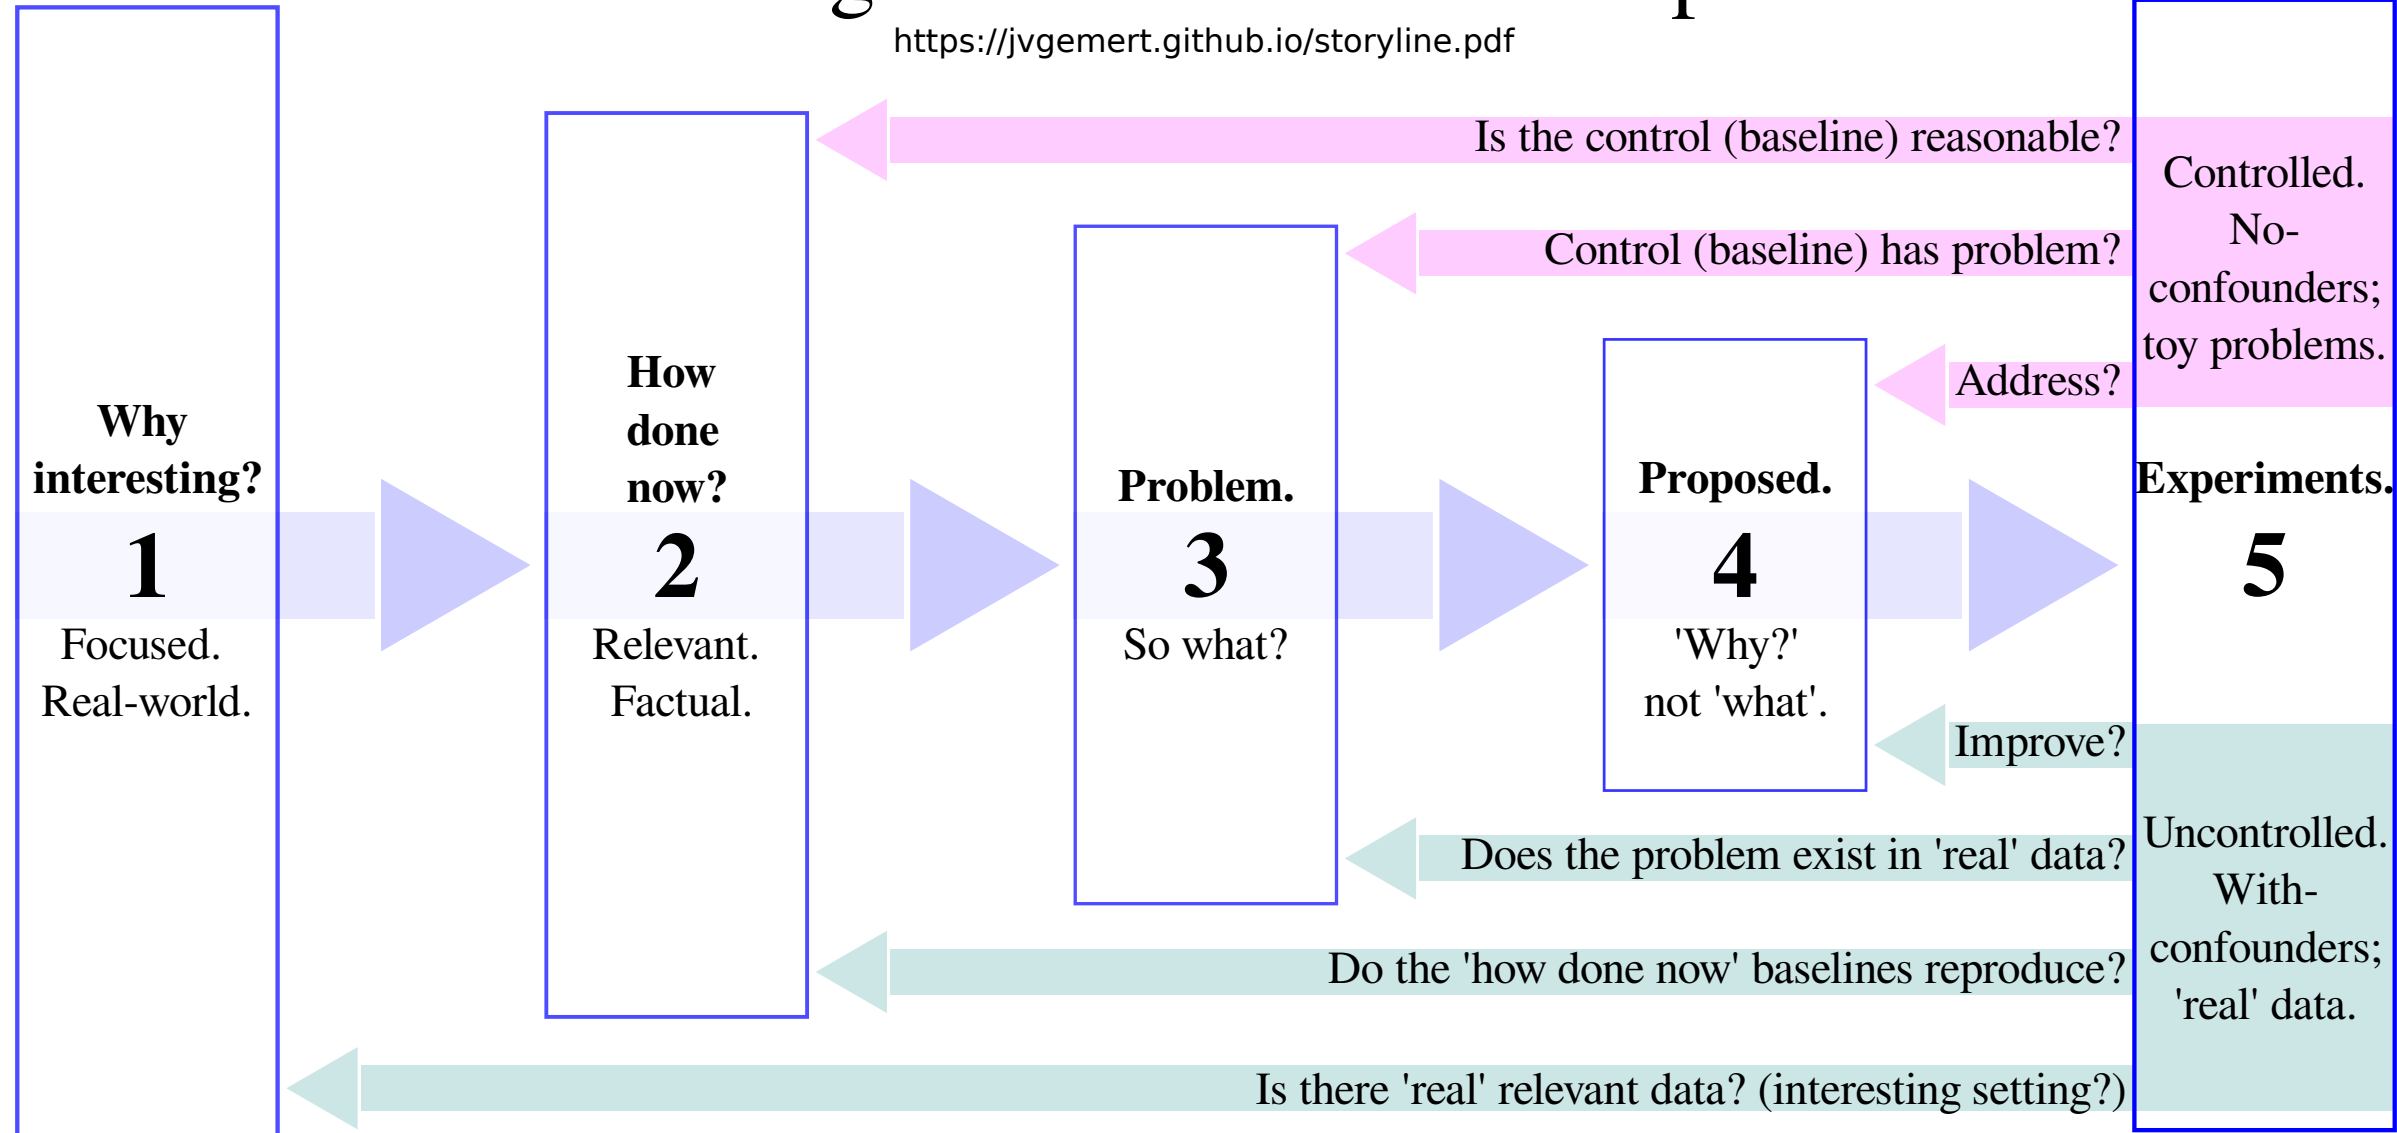 https://jvgemert.github.io/storyline.pdf
Why
interesting?
1
Focused.
Real-world.
How
done
now?
2
Relevant.
Factual.
Problem.
3
So what?
Proposed.
4
'Why?'
not 'what'.
Is the control (baseline) reasonable?
Control (baseline) has problem?
Address?
Controlled.
No-
confounders;
toy problems.
Experiments.
5
Improve?
Does the problem exist in 'real' data?
Do the 'how done now' baselines reproduce?
Is there 'real' relevant data? (interesting setting?)
Uncontrolled.
With-
confounders;
'real' data.